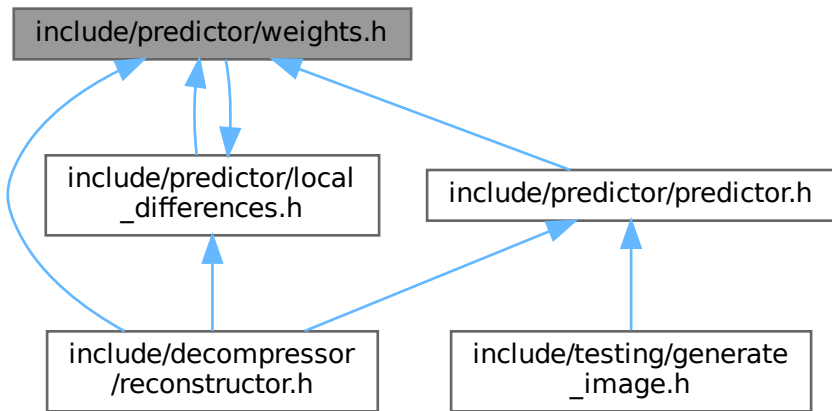 include/predictor/weights.h
include/predictor/local
_differences.h
include/predictor/predictor.h
include/decompressor
/reconstructor.h
include/testing/generate
_image.h